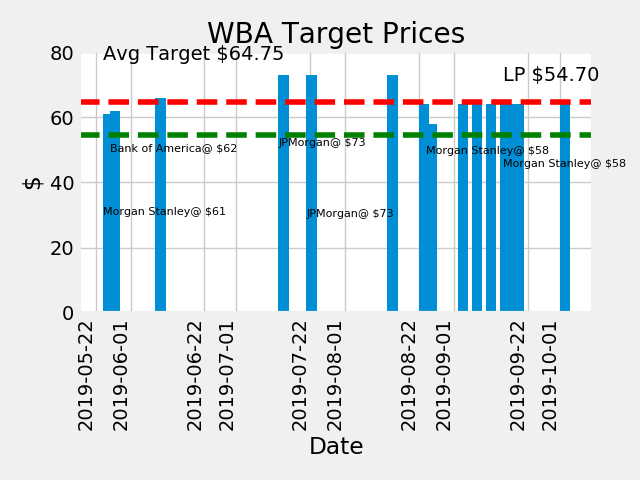 WBA Target Prices
Avg Target $64.75
LP $54.70
80
60
40
20
0
$
Bank of America@ $62
JPMorgan@ $73
Morgan Stanley@ $58
Morgan Stanley@ $58
Morgan Stanley@ $61
JPMorgan@ $73
2019-05-22
2019-06-01
2019-06-22
2019-07-01
2019-07-22
2019-08-01
2019-08-22
2019-09-01
2019-09-22
2019-10-01
Date